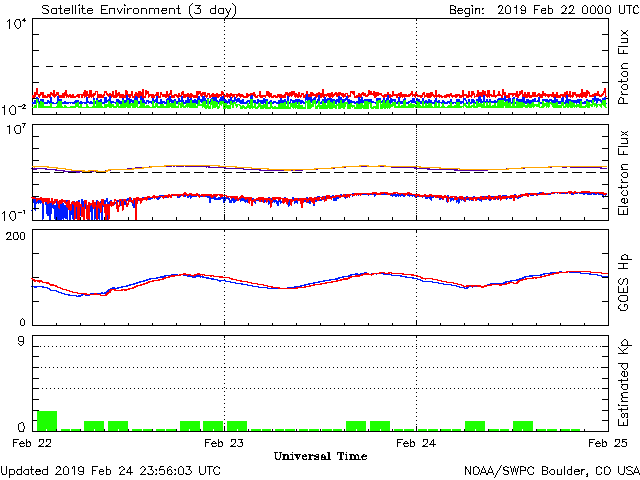 Satellite Environment (3 day) Begin: 2019 Feb 22 0000 UTC
10⁴
10⁻²
Proton Flux
10⁷
10⁻¹
Electron Flux
200
0
GOES Hp
9
0
Estimated Kp
Feb 22 Feb 23 Feb 24 Feb 25
Universal Time
Updated 2019 Feb 24 23:56:03 UTC NOAA/SWPC Boulder, CO USA